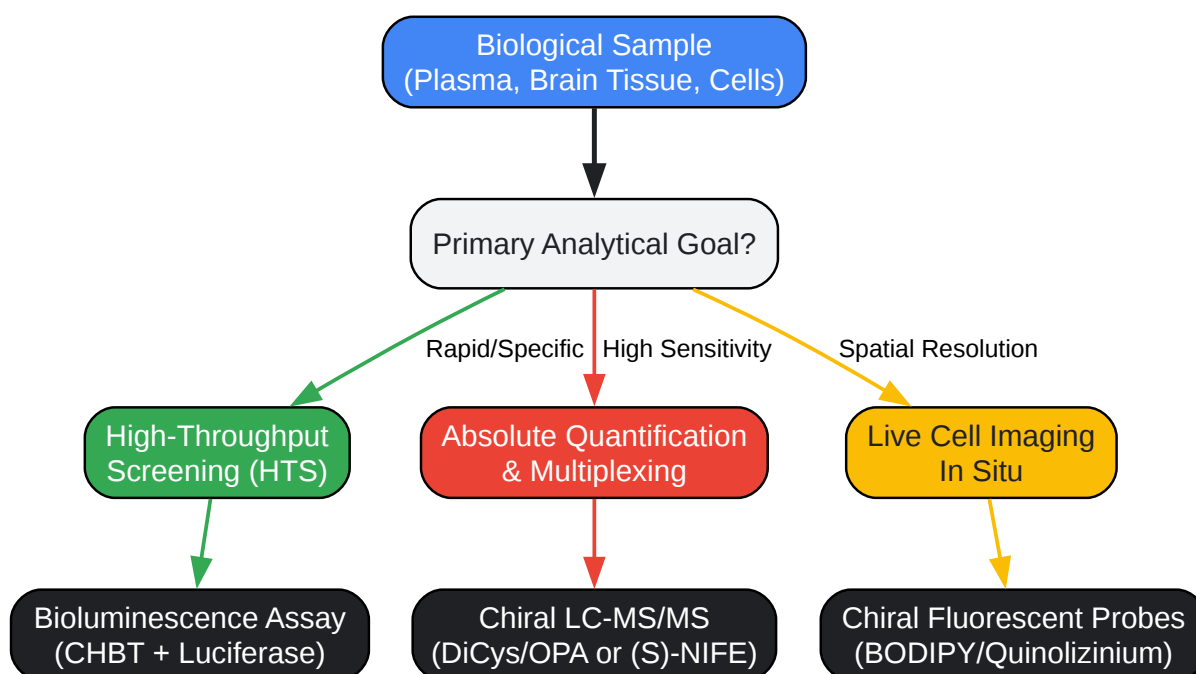 Biological Sample
(Plasma, Brain Tissue, Cells)
Primary Analytical Goal?
Rapid/Specific
High Sensitivity
Spatial Resolution
High-Throughput
Screening (HTS)
Absolute Quantification
& Multiplexing
Live Cell Imaging
In Situ
Bioluminescence Assay
(CHBT + Luciferase)
Chiral LC-MS/MS
(DiCys/OPA or (S)-NIFE)
Chiral Fluorescent Probes
(BODIPY/Quinolizinium)